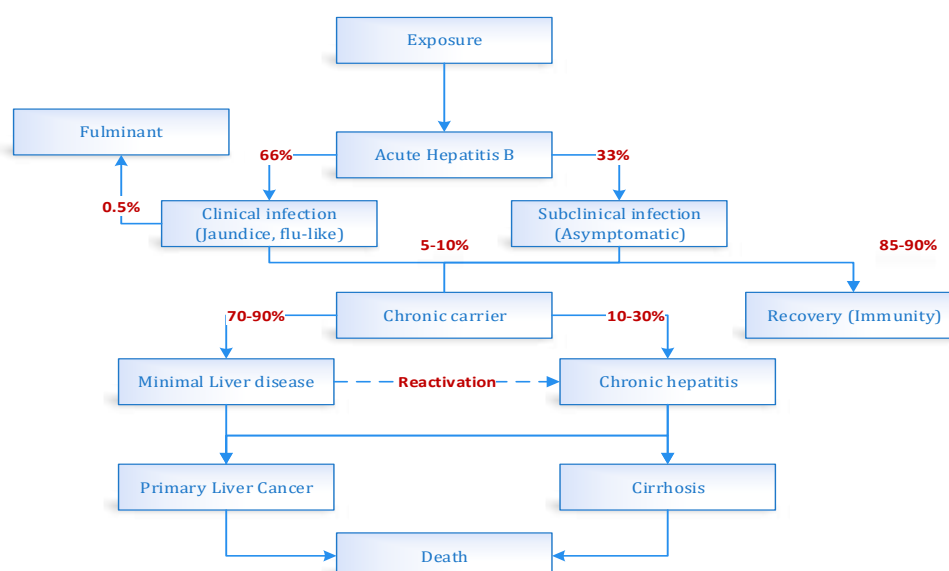 Exposure
Fulminant
Acute Hepatitis B
66%
33%
0.5%
Clinical infection
(Jaundice, flu-like)
Subclinical infection
(Asymptomatic)
5-10%
85-90%
Chronic carrier
Recovery (Immunity)
70-90%
10-30%
Minimal Liver disease
Reactivation
Chronic hepatitis
Primary Liver Cancer
Cirrhosis
Death